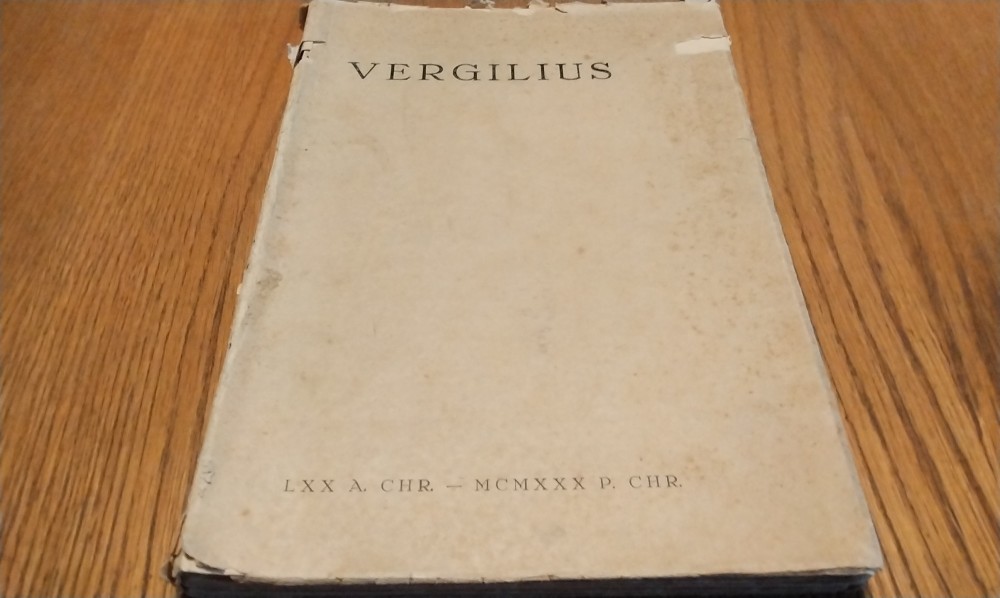 VERGILIUS
LXX A. CHR. — MCMXXX P. CHR.